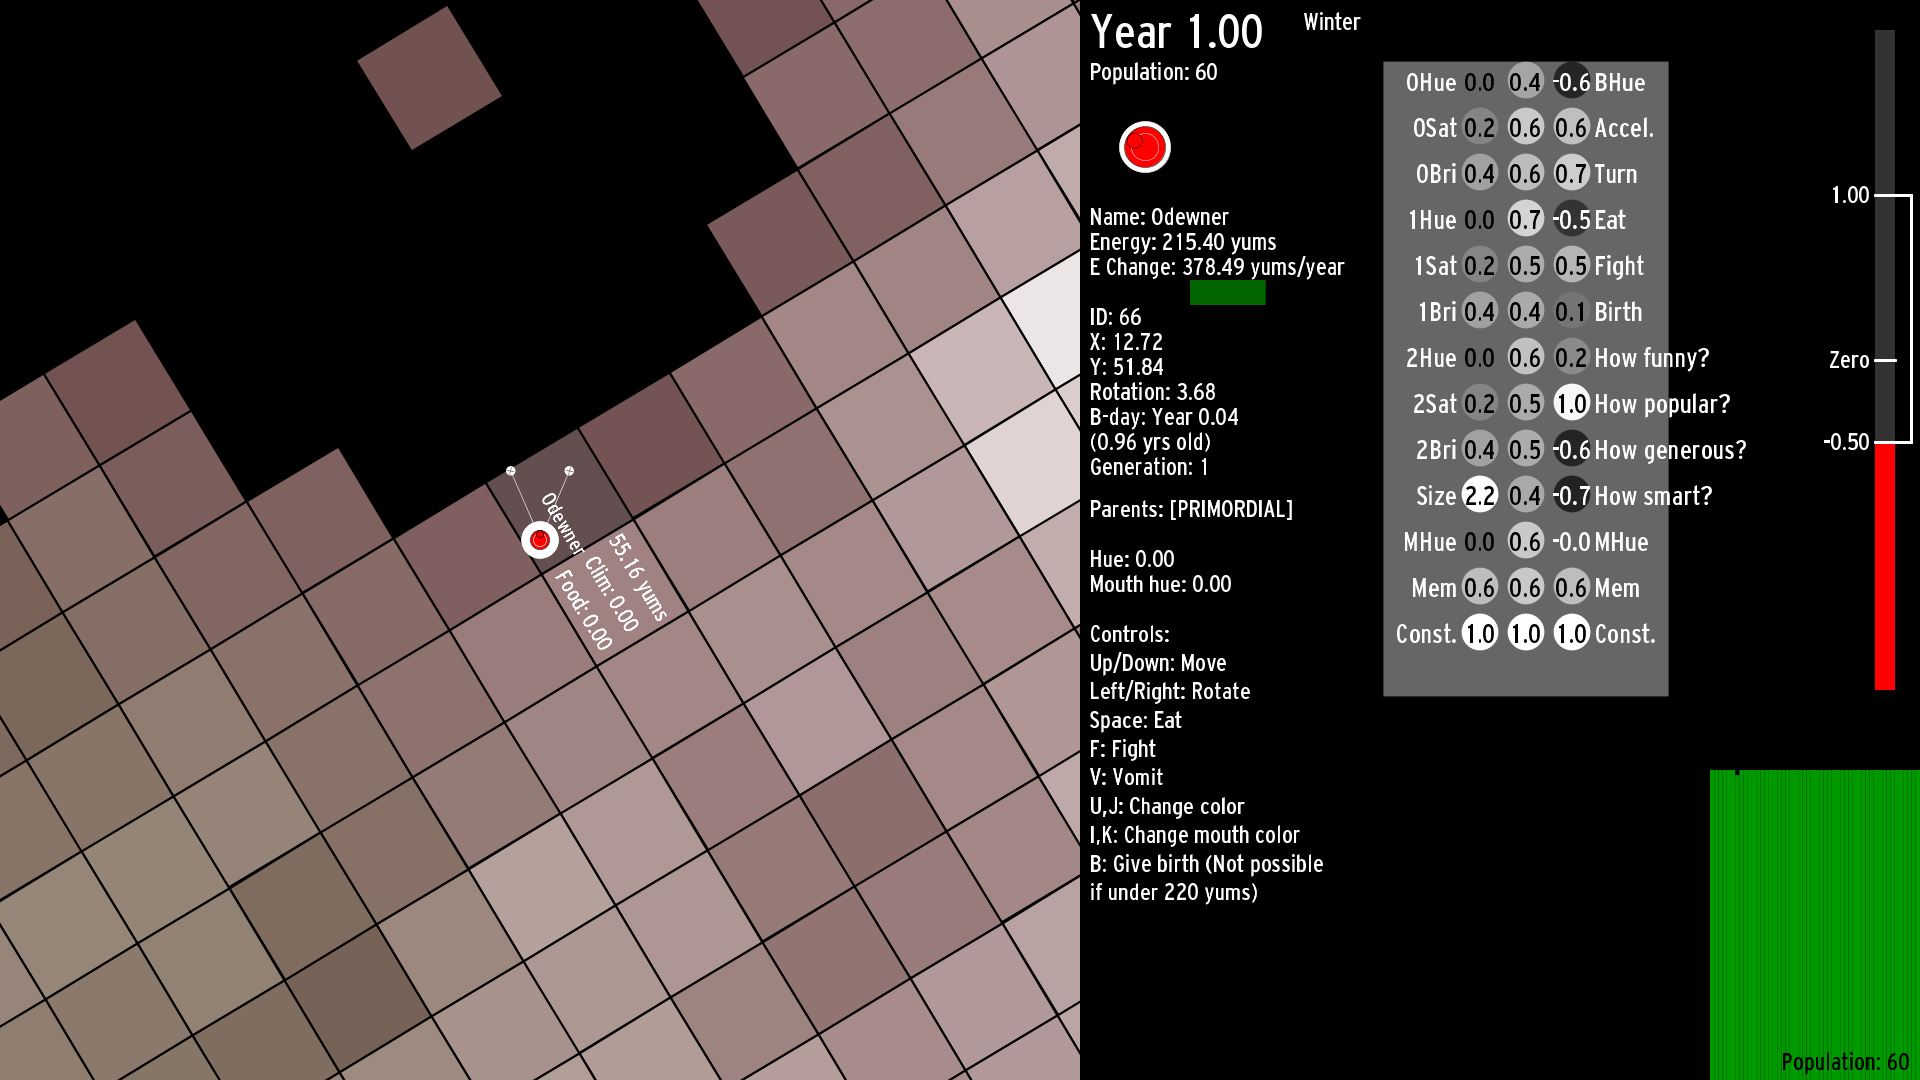 Year 1.00
Winter
Population: 60
Name: Odewner
Energy: 215.40 yums
E Change: 378.49 yums/year
ID: 66
X: 12.72
Y: 51.84
Rotation: 3.68
B-day: Year 0.04
(0.96 yrs old)
Generation: 1
Parents: [PRIMORDIAL]
Hue: 0.00
Mouth hue: 0.00
Controls:
Up/Down: Move
Left/Right: Rotate
Space: Eat
F: Fight
V: Vomit
U,J: Change color
I,K: Change mouth color
B: Give birth (Not possible
if under 220 yums)
0Hue 0.0 0.4 -0.6 BHue
0Sat 0.2 0.6 0.6 Accel.
0Bri 0.4 0.6 0.7 Turn
1Hue 0.0 0.7 -0.5 Eat
1Sat 0.2 0.5 0.5 Fight
1Bri 0.4 0.4 0.1 Birth
2Hue 0.0 0.6 0.2 How funny?
2Sat 0.2 0.5 1.0 How popular?
2Bri 0.4 0.5 -0.6 How generous?
Size 2.2 0.4 -0.7 How smart?
MHue 0.0 0.6 -0.0 MHue
Mem 0.6 0.6 0.6 Mem
Const. 1.0 1.0 1.0 Const.
1.00
Zero
-0.50
Population: 60
Odewner
55.16 yums
Clim: 0.00
Food: 0.00